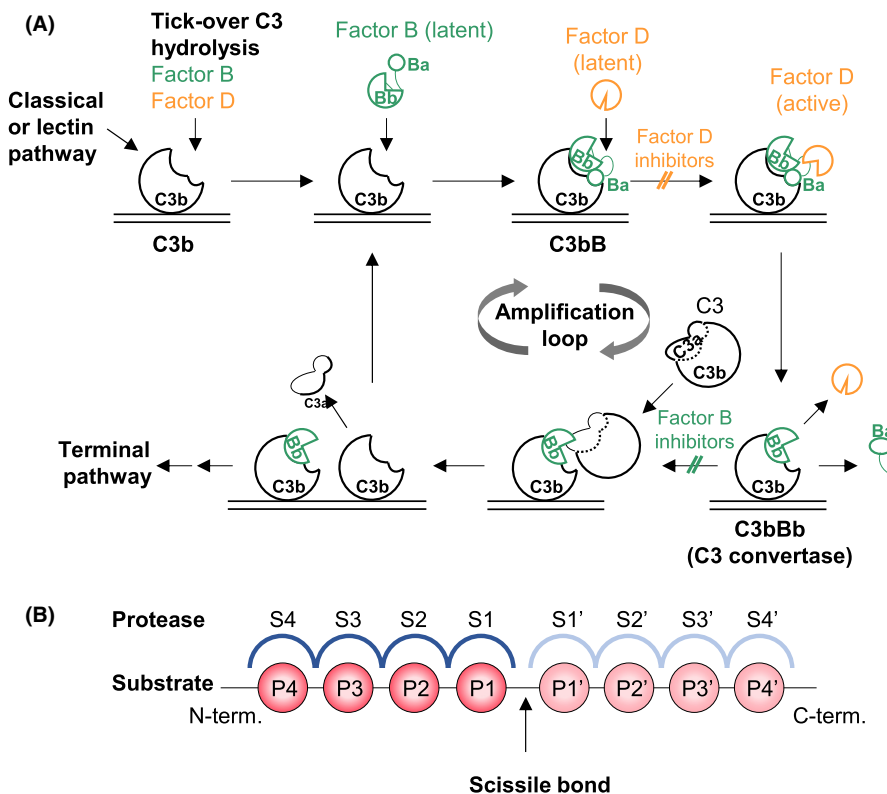 (A)
Tick-over C3
hydrolysis
Factor B
Factor D
Classical
or lectin
pathway
Factor B (latent)
Ba
Bb
Factor D
(latent)
Factor D
(active)
Factor D
inhibitors
C3b
C3b
C3b
Bb
Ba
C3b
Bb
Ba
C3b
C3b
C3bB
Amplification
loop
C3
C3a
C3b
C3a
Terminal
pathway
Bb
C3b
C3b
Bb
C3b
Factor B
inhibitors
Bb
C3b
Ba
C3bBb
(C3 convertase)
(B)
Protease
S4 S3 S2 S1 S1' S2' S3' S4'
Substrate
P4 P3 P2 P1 P1' P2' P3' P4'
N-term.
C-term.
Scissile bond